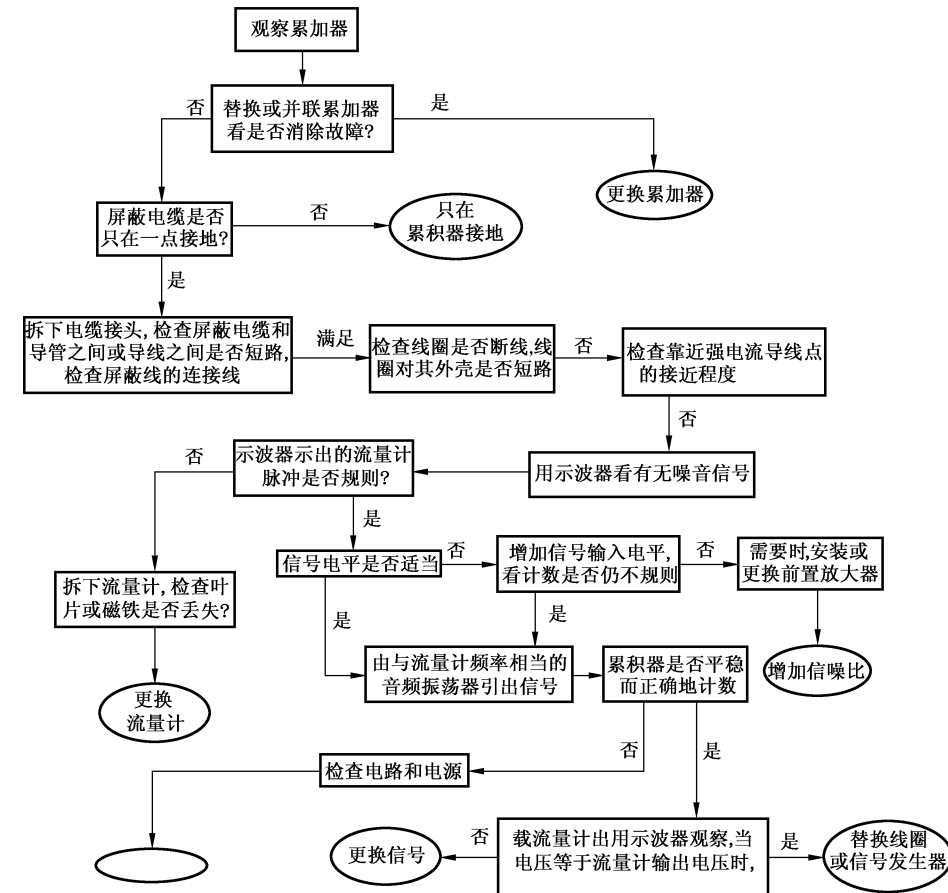 观察累加器
替换或并联累加器
看是否消除故障?
否
是
更换累加器
屏蔽电缆是否
只在一点接地?
否
只在
累积器接地
是
拆下电缆接头,检查屏蔽电缆和
导管之间或导线之间是否短路,
检查屏蔽线的连接线
满足
检查线圈是否断线,线
圈对其外壳是否短路
否
检查靠近强电流导线点
的接近程度
否
用示波器看有无噪音信号
示波器示出的流量计
脉冲是否规则?
否
是
拆下流量计,检查叶
片或磁铁是否丢失?
更换
流量计
信号电平是否适当
否
增加信号输入电平,
看计数是否仍不规则
否
需要时,安装或
更换前置放大器
增加信噪比
是
是
由与流量计频率相当的
音频振荡器引出信号
累积器是否平稳
而正确地计数
否
是
检查电路和电源
载流量计出用示波器观察,当
电压等于流量计输出电压时,
否
更换信号
是
替换线圈
或信号发生器